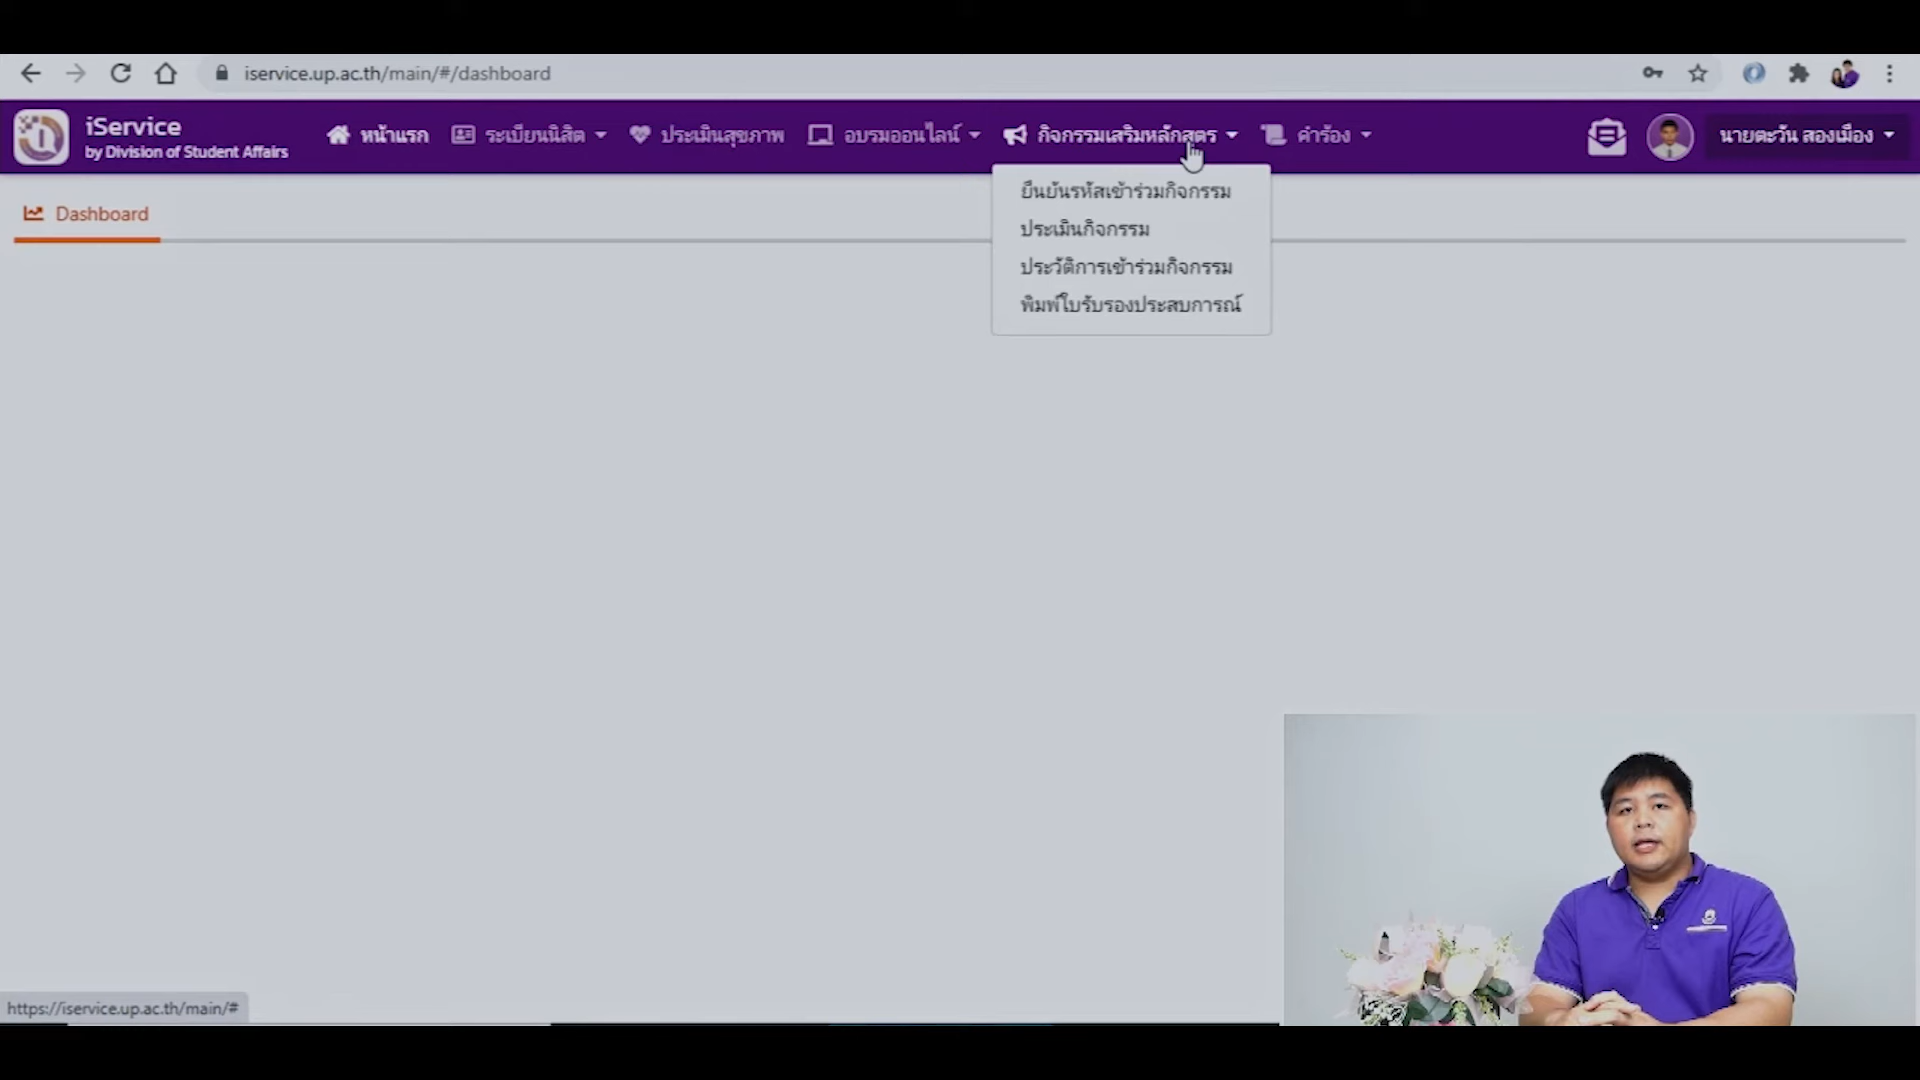 iservice.up.ac.th/main/#/dashboard
iService
by Division of Student Affairs
หน้าแรก
ระเบียนนิสิต
ประเมินสุขภาพ
อบรมออนไลน์
กิจกรรมเสริมหลักสูตร
คำร้อง
นายตะวัน สองเมือง
ยืนยันรหัสเข้าร่วมกิจกรรม
ประเมินกิจกรรม
ประวัติการเข้าร่วมกิจกรรม
พิมพ์ใบรับรองประสบการณ์
Dashboard
https://iservice.up.ac.th/main/#